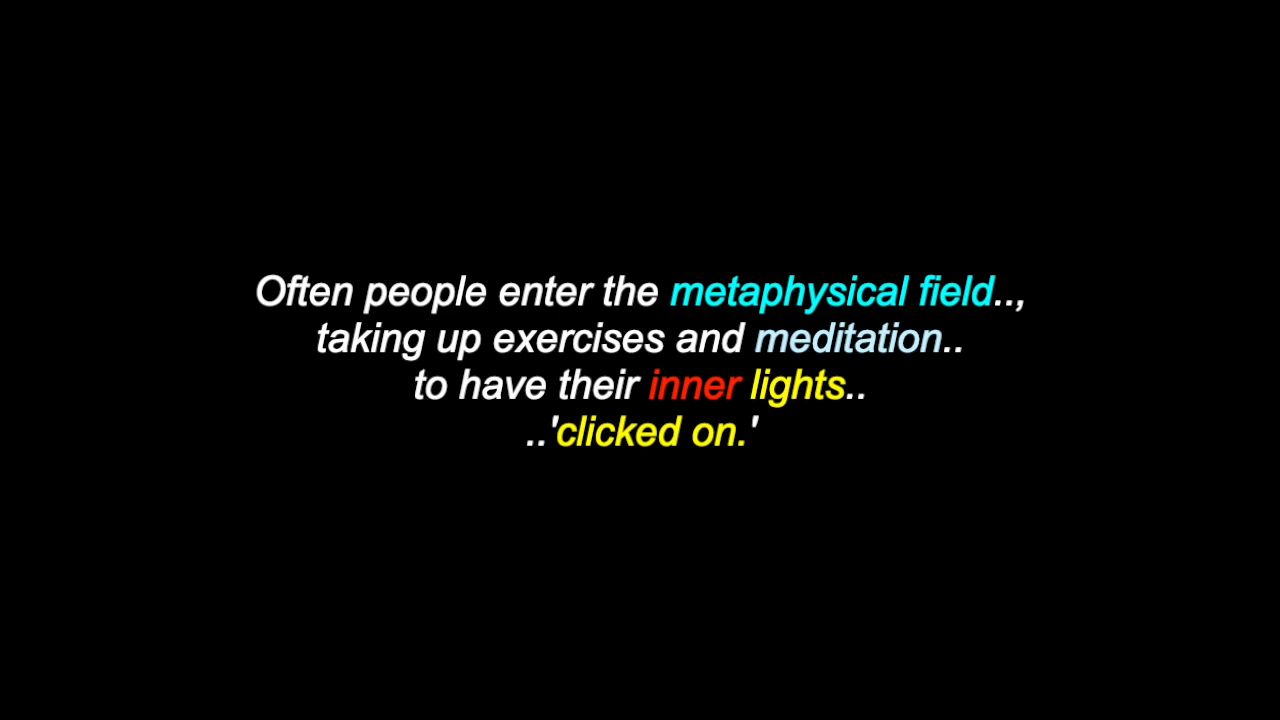 Often people enter the metaphysical field..,
taking up exercises and meditation..
to have their inner lights..
..'clicked on.'